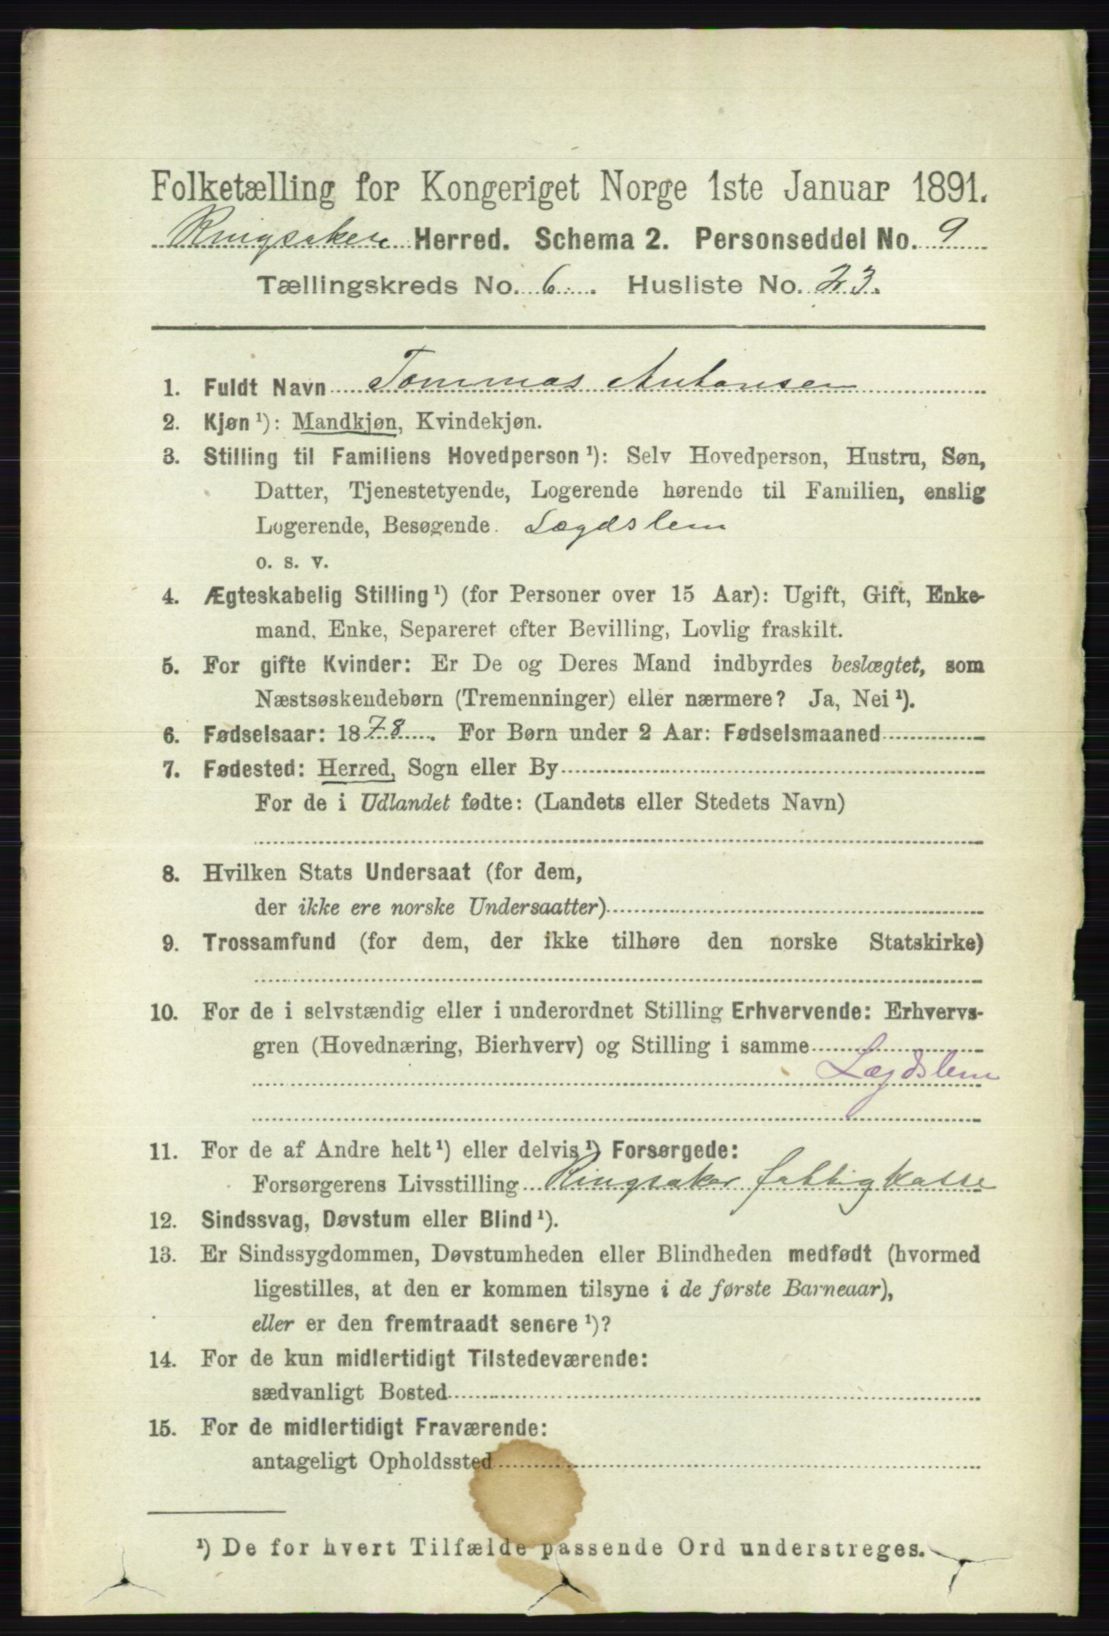 Folketælling for Kongeriget Norge 1ste Januar 1891.
Ringsaker Herred. Schema 2. Personseddel No. 9
Tællingskreds No. 6. Husliste No. 23.
1. Fuldt Navn Tommas Antonsen
2. Kjøn ¹): Mandkjøn, Kvindekjøn.
3. Stilling til Familiens Hovedperson ¹): Selv Hovedperson, Hustru, Søn,
Datter, Tjenestetyende, Logerende hørende til Familien, enslig
Logerende, Besøgende. Lægdslem
o. s. v.
4. Ægteskabelig Stilling ¹) (for Personer over 15 Aar): Ugift, Gift, Enke-
mand, Enke, Separeret efter Bevilling, Lovlig fraskilt.
5. For gifte Kvinder: Er De og Deres Mand indbyrdes beslægtet, som
Næstsøskendebørn (Tremenninger) eller nærmere? Ja, Nei ¹).
6. Fødselsaar: 1878. For Børn under 2 Aar: Fødselsmaaned
7. Fødested: Herred, Sogn eller By
For de i Udlandet fødte: (Landets eller Stedets Navn)
8. Hvilken Stats Undersaat (for dem,
der ikke ere norske Undersaatter)
9. Trossamfund (for dem, der ikke tilhøre den norske Statskirke)
10. For de i selvstændig eller i underordnet Stilling Erhvervende: Erhvervs-
gren (Hovednæring, Bierhverv) og Stilling i samme
Lægdslem
11. For de af Andre helt ¹) eller delvis ¹) Forsørgede:
Forsørgerens Livsstilling Ringsaker fattigkasse
12. Sindssvag, Døvstum eller Blind ¹).
13. Er Sindssygdommen, Døvstumheden eller Blindheden medfødt (hvormed
ligestilles, at den er kommen tilsyne i de første Barneaar),
eller er den fremtraadt senere ¹)?
14. For de kun midlertidigt Tilstedeværende:
sædvanligt Bosted
15. For de midlertidigt Fraværende:
antageligt Opholdssted
¹) De for hvert Tilfælde passende Ord understreges.